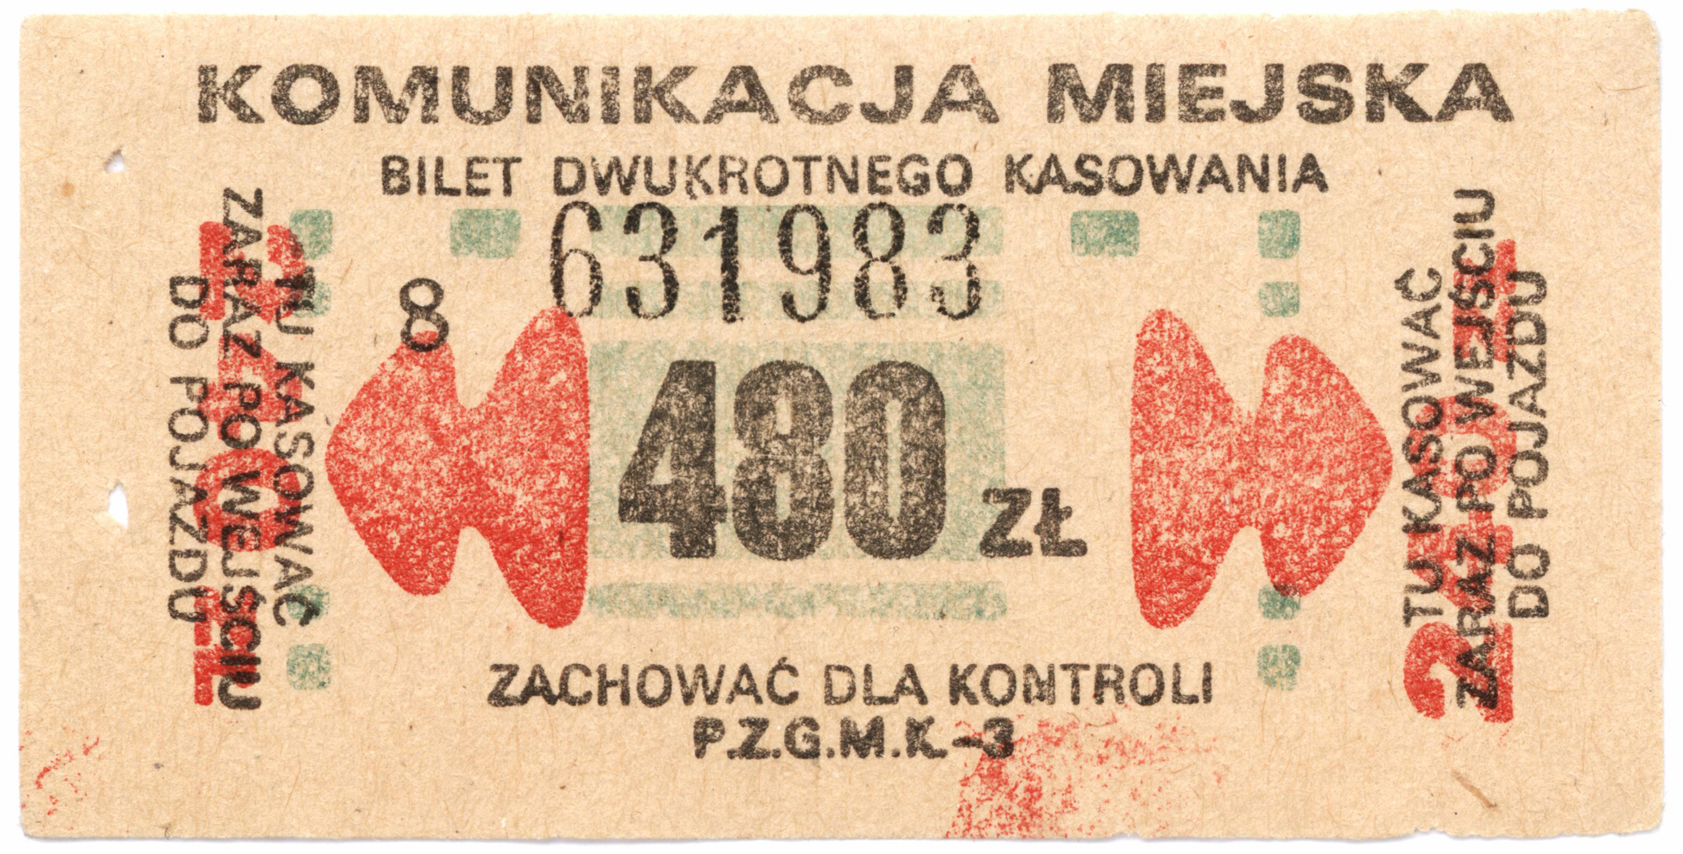 KOMUNIKACJA MIEJSKA
BILET DWUKROTNEGO KASOWANIA
631983
8
480 ZŁ
TU KASOWAĆ
ZARAZ PO WEJŚCIU
DO POJAZDU
TU KASOWAĆ
ZARAZ PO WEJŚCIU
DO POJAZDU
ZACHOWAĆ DLA KONTROLI
P.Z.G.M.K.-3